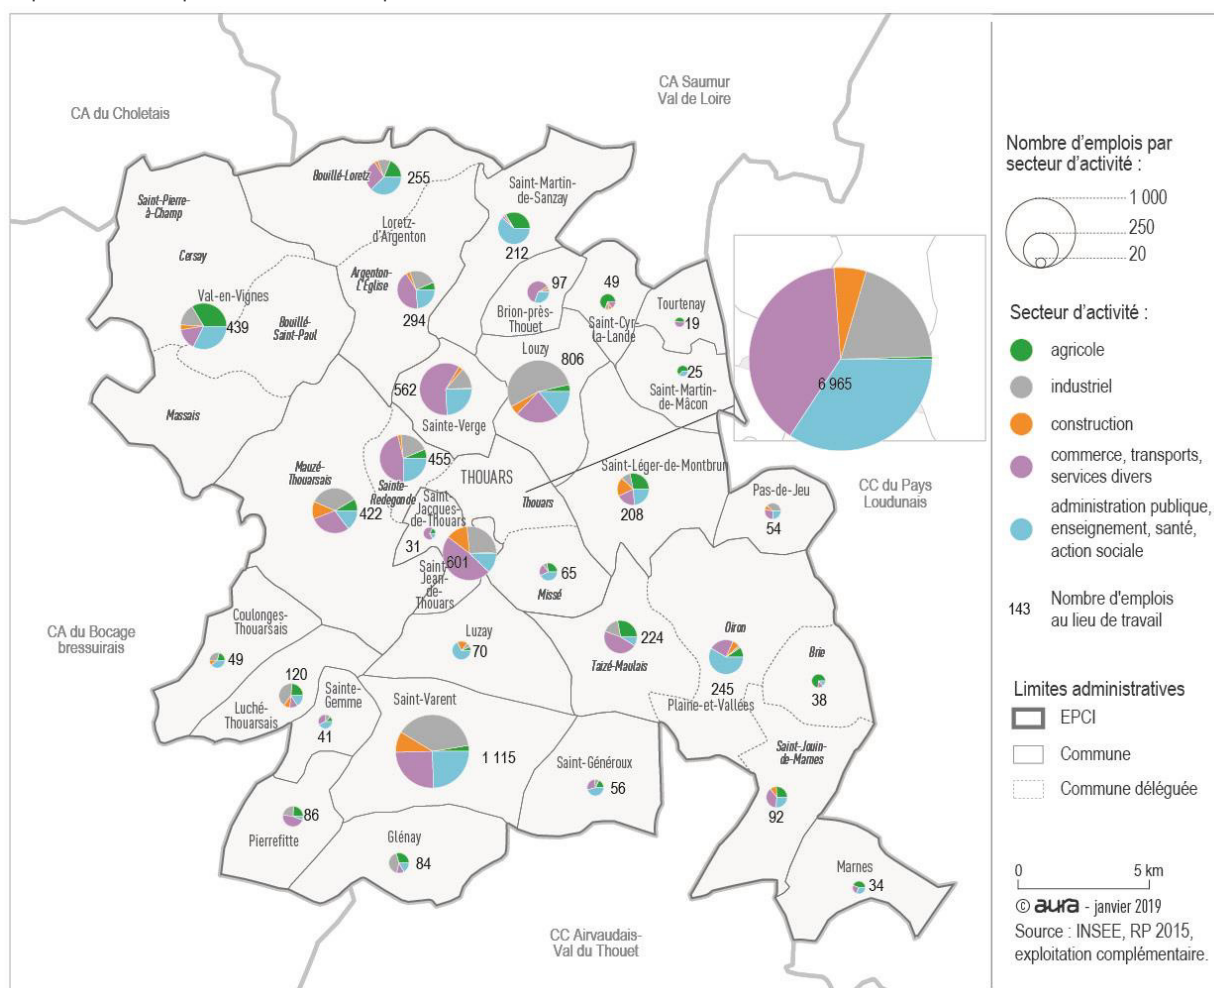 CA Saumur
Val de Loire
CA du Choletais
Bouillé-Loretz
255
Saint-Martin-
de-Sanzay
Saint-Pierre-
à-Champ
Loretz-
d'Argenton
212
Cersay
Argenton-
l'Église
294
97
Brion-près-
Thouet
49
Saint-Cyr-
la-Lande
Tourtenay
19
Val-en-Vignes
439
Bouillé-
Saint-Paul
Louzy
806
25
Saint-Martin-
de-Mâcon
6 965
562
Sainte-Verge
Massais
455
Mauzé-
Thouarsais
422
Sainte-
Radegonde
THOUARS
Thouars
Saint-Léger-de-Montbrun
208
Pas-de-Jeu
54
CC du Pays
Loudunais
Saint
Jacques-
de-Thouars
31
601
Saint-
Jean-
de-
Thouars
65
Missé
CA du Bocage
bressuirais
Coulonges-
Thouarsais
49
Luzay
70
224
Taizé-Maulais
Oiron
245
Plaine-et-Vallées
Brie
38
120
Luché-
Thouarsais
Sainte-
Gemme
41
Saint-Varent
1 115
Saint-Généroux
56
Saint-Jouin-
de-Marnes
92
86
Pierrefitte
Glénay
84
Marnes
34
CC Airvaudais-
Val du Thouet
Nombre d'emplois par
secteur d'activité :
1 000
250
20
Secteur d'activité :
agricole
industriel
construction
commerce, transports,
services divers
administration publique,
enseignement, santé,
action sociale
143 Nombre d'emplois
au lieu de travail
Limites administratives
EPCI
Commune
Commune déléguée
0 5 km
© aura - janvier 2019
Source : INSEE, RP 2015,
exploitation complémentaire.